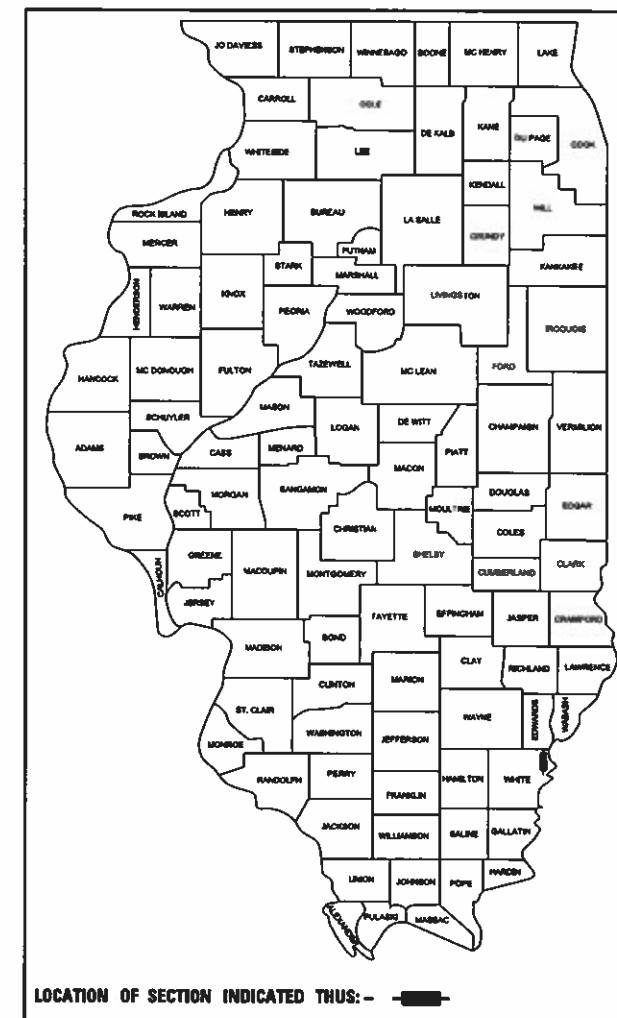 JO DAVIESS STEPHENSON WINNEBAGO BOONE MC HENRY LAKE
CARROLL OGLE DE KALB KANE DU PAGE COOK
WHITESIDE LEE KENDALL WILL
ROCK ISLAND HENRY BUREAU LA SALLE GRUNDY
MERCER PUTNAM KANKAKEE
HENDERSON WARREN KNOX STARK MARSHALL LIVINGSTON
PEORIA WOODFORD IROQUOIS
HANCOCK MC DONOUGH FULTON TAZEWELL MC LEAN FORD
SCHUYLER MASON LOGAN DE WITT CHAMPAIGN VERMILION
ADAMS BROWN CASS MENARD PIATT
MACON
PIKE SCOTT MORGAN SANGAMON CHRISTIAN MOULTRIE DOUGLAS EDGAR
COLES
CALHOUN GREENE MACOUPIN MONTGOMERY SHELBY CUMBERLAND CLARK
JERSEY FAYETTE EFFINGHAM JASPER CRAWFORD
MADISON BOND CLAY RICHLAND LAWRENCE
CLINTON MARION
ST. CLAIR WASHINGTON JEFFERSON WAYNE EDWARDS WABASH
MONROE
RANDOLPH PERRY FRANKLIN HAMILTON WHITE
JACKSON WILLIAMSON SALINE GALLATIN
UNION JOHNSON POPE HARDIN
ALEXANDER PULASKI MASSAC
LOCATION OF SECTION INDICATED THUS: -